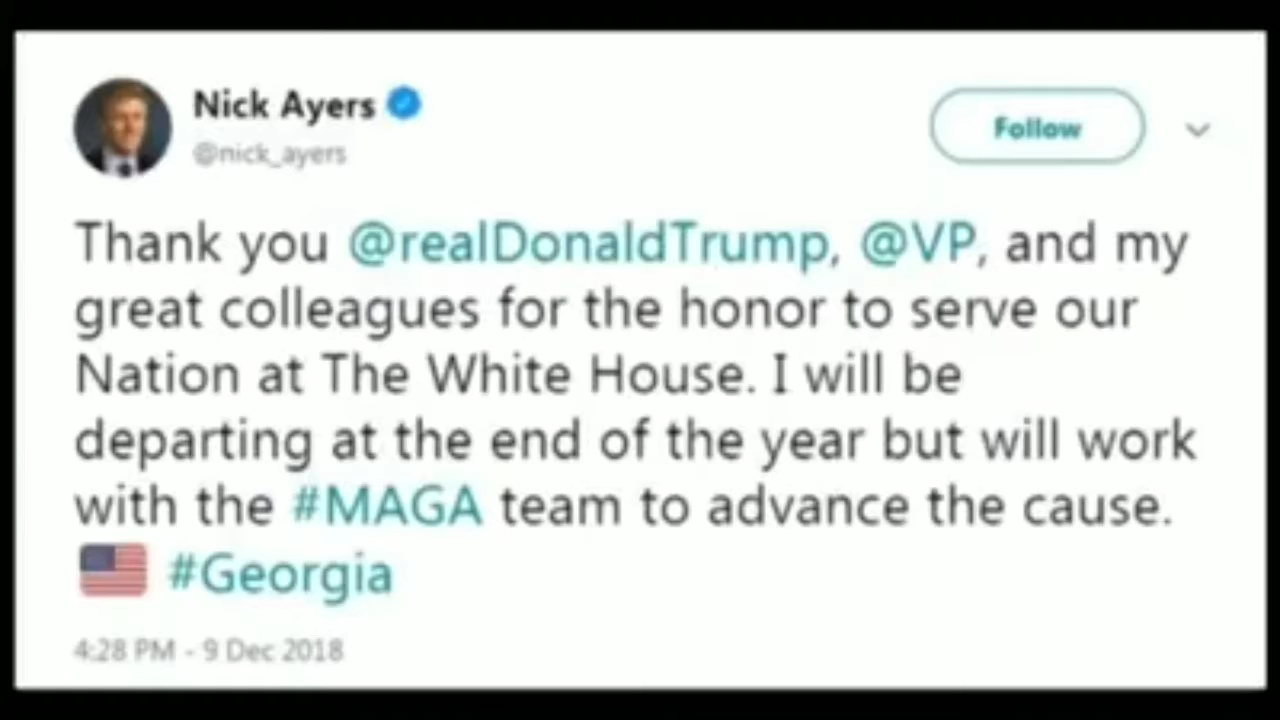 Nick Ayers
@nick_ayers
Follow
Thank you @realDonaldTrump, @VP, and my
great colleagues for the honor to serve our
Nation at The White House. I will be
departing at the end of the year but will work
with the #MAGA team to advance the cause.
🇺🇸 #Georgia
4:28 PM - 9 Dec 2018